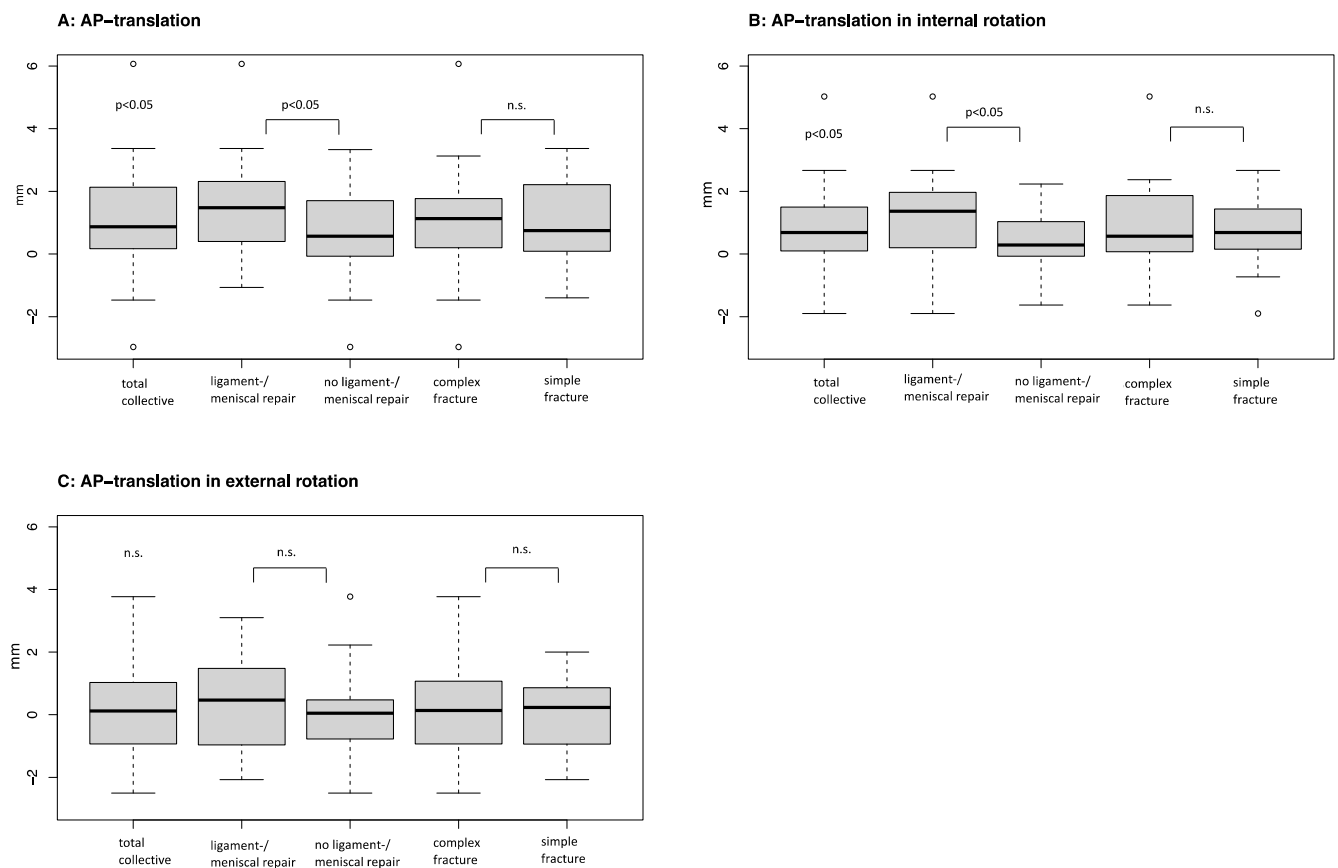 A: AP−translation
6
4
2
0
−2
mm
p<0.05
p<0.05
n.s.
total
collective
ligament-/
meniscal repair
no ligament-/
meniscal repair
complex
fracture
simple
fracture
B: AP−translation in internal rotation
6
4
2
0
−2
mm
p<0.05
p<0.05
n.s.
total
collective
ligament-/
meniscal repair
no ligament-/
meniscal repair
complex
fracture
simple
fracture
C: AP−translation in external rotation
6
4
2
0
−2
mm
n.s.
n.s.
n.s.
total
collective
ligament-/
meniscal repair
no ligament-/
meniscal repair
complex
fracture
simple
fracture